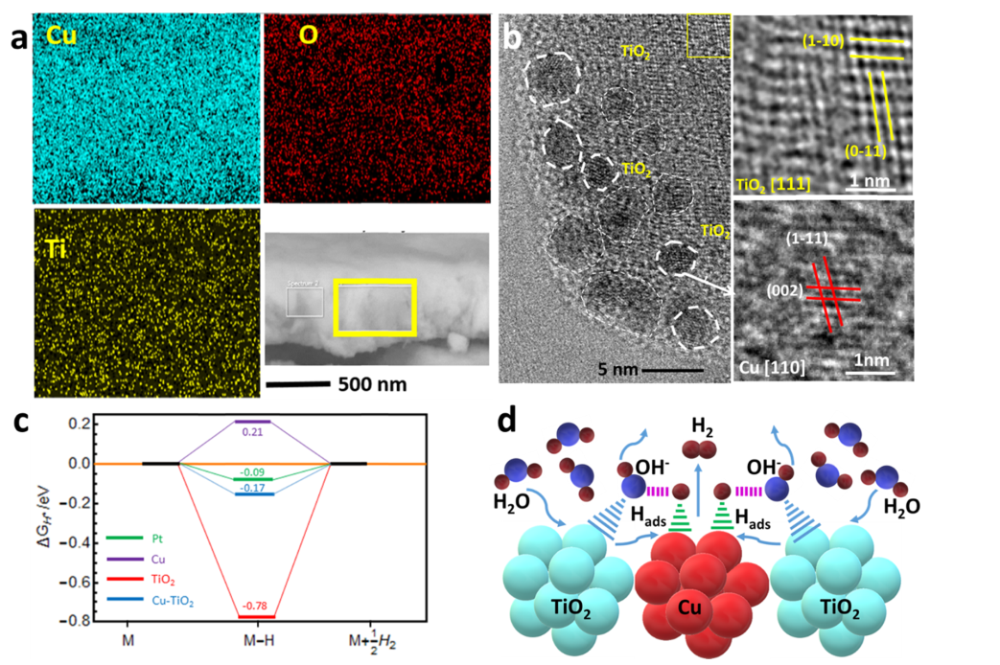 a
Cu
O
Ti
Spectrum 2
500 nm
b
TiO₂
TiO₂
TiO₂
5 nm
(1-10)
(0-11)
TiO₂ [111]
1 nm
(1-11)
(002)
Cu [110]
1nm
c
ΔG_H* /eV
0.2
0.0
−0.2
−0.4
−0.6
−0.8
0.21
-0.09
-0.17
-0.78
Pt
Cu
TiO₂
Cu-TiO₂
M
M−H
M+½H₂
d
H₂
OH⁻
OH⁻
H₂O
H₂O
H_ads
H_ads
TiO₂
Cu
TiO₂